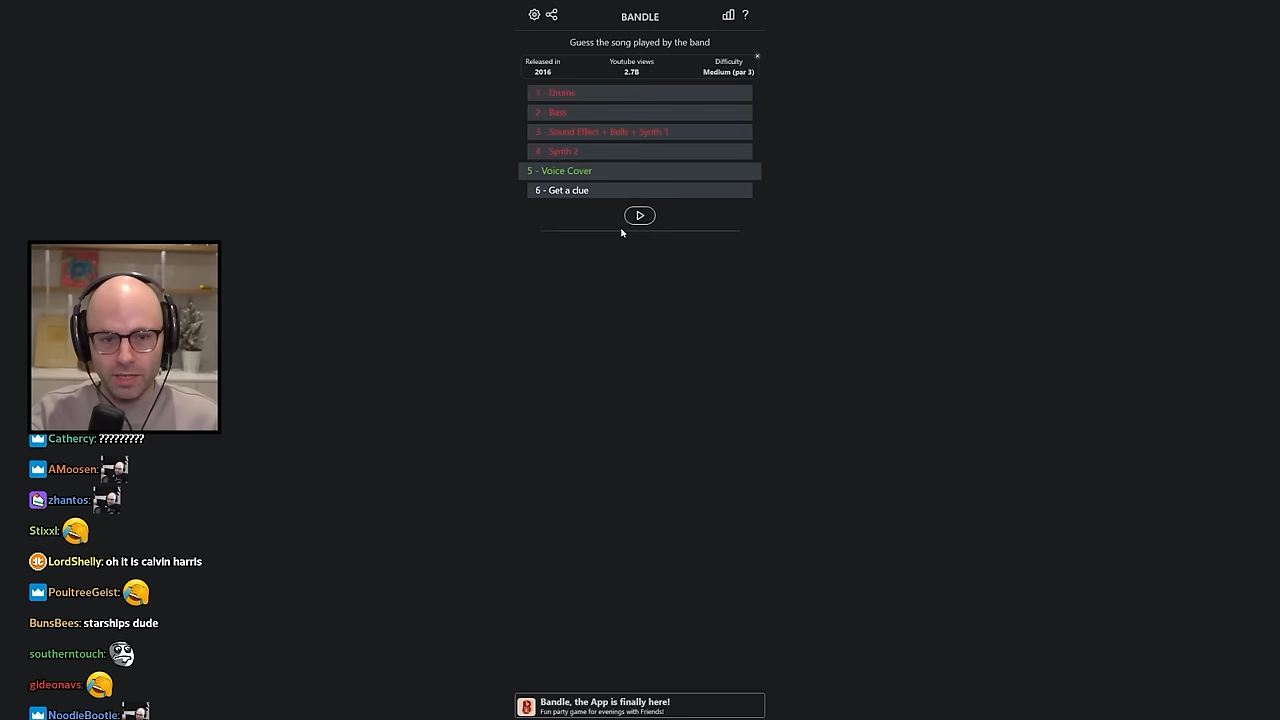 BANDLE
?
Guess the song played by the band
Released in
2016
Youtube views
2.7B
Difficulty
Medium (par 3)
1 - Drums
2 - Bass
3 - Sound Effect + Bells + Synth 1
4 - Synth 2
5 - Voice Cover
6 - Get a clue
Cathercy: ?????????
AMoosen:
zhantos:
Stixxl:
LordShelly: oh it is calvin harris
PoultreeGeist:
BunsBees: starships dude
southerntouch:
gideonavs:
NoodleBootle:
Bandle, the App is finally here!
Fun party game for evenings with Friends!